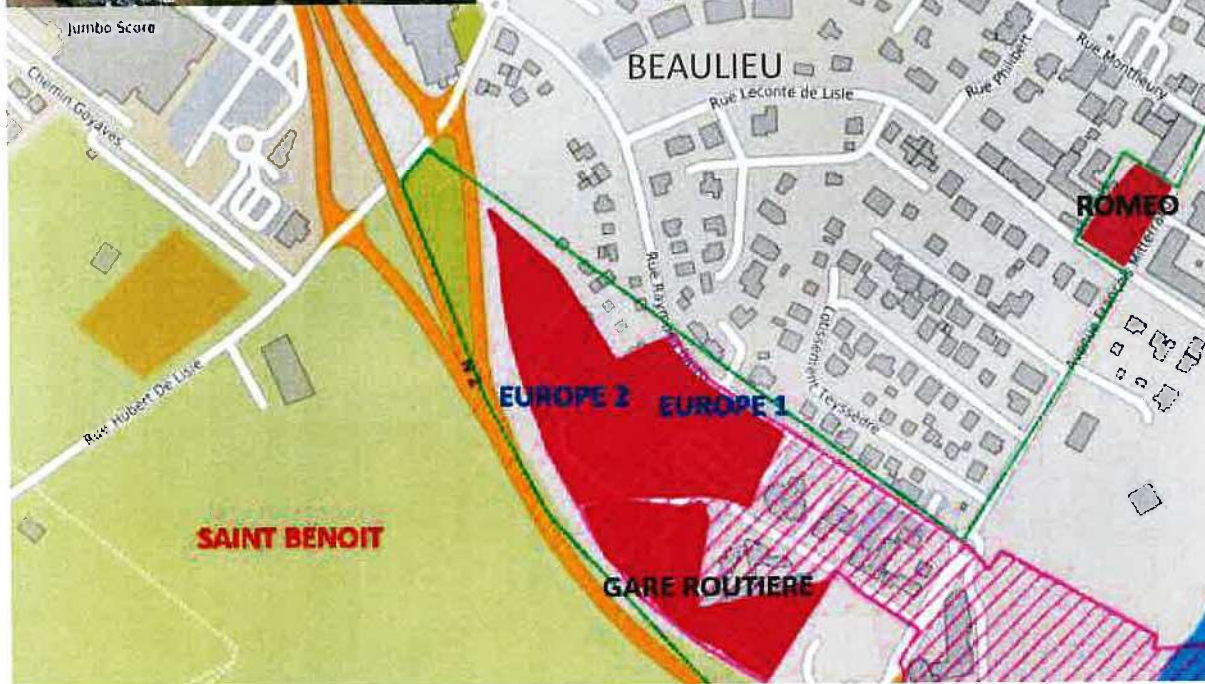 Jumbo Score
Chemin Goyaves
BEAULIEU
Rue Leconte de Lisle
Rue Philibert
Rue Montfleury
ROMEO
Lotissement Teyssedre
N 2
EUROPE 2
EUROPE 1
Rue Hubert De Lisle
SAINT BENOIT
GARE ROUTIERE